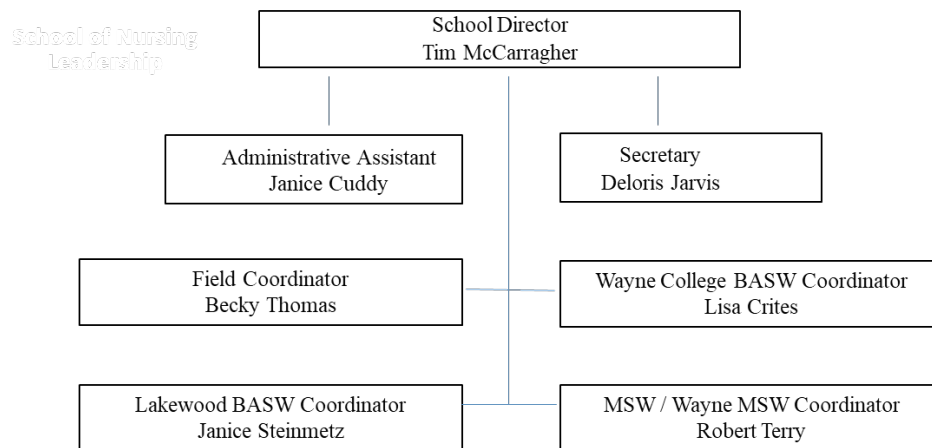 School of Nursing
Leadership
School Director
Tim McCarragher
Administrative Assistant
Janice Cuddy
Secretary
Deloris Jarvis
Field Coordinator
Becky Thomas
Wayne College BASW Coordinator
Lisa Crites
Lakewood BASW Coordinator
Janice Steinmetz
MSW / Wayne MSW Coordinator
Robert Terry